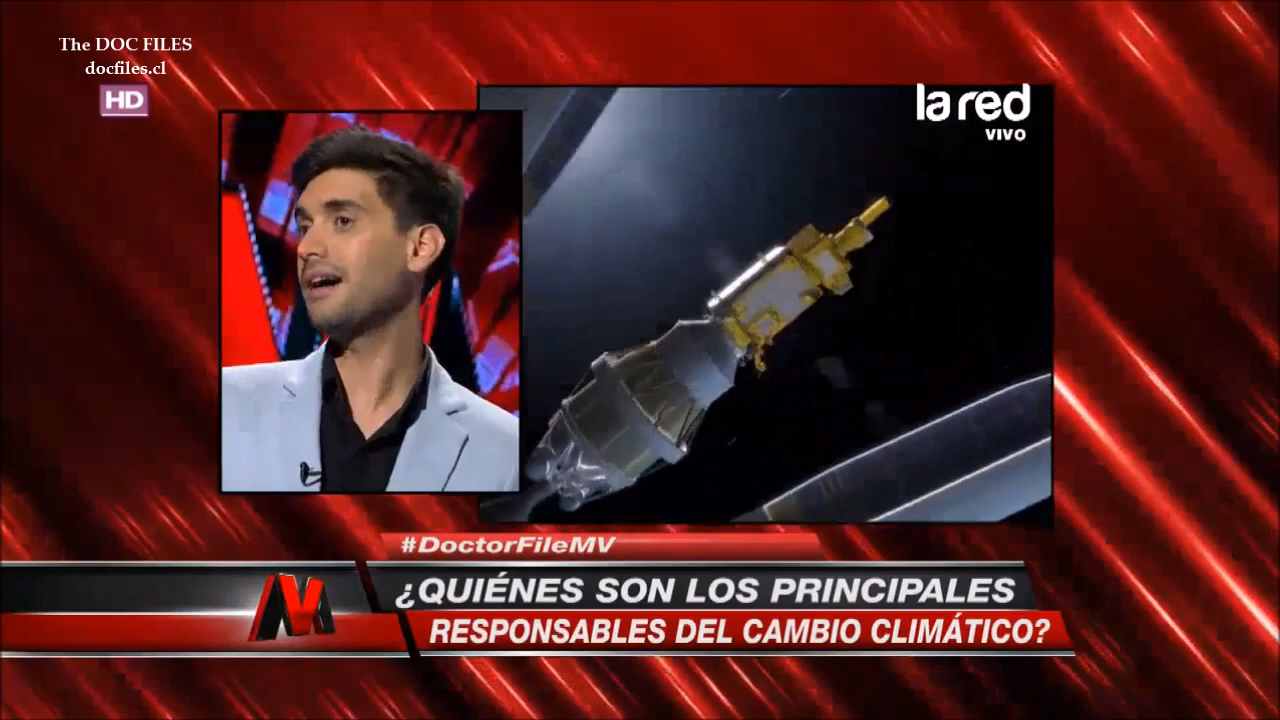 The DOC FILES
docfiles.cl
HD
la red
VIVO
#DoctorFileMV
¿QUIÉNES SON LOS PRINCIPALES
RESPONSABLES DEL CAMBIO CLIMÁTICO?